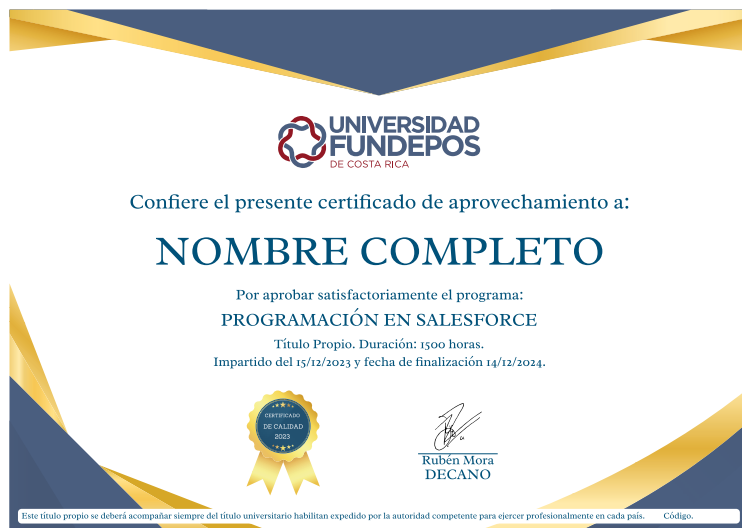 UNIVERSIDAD
FUNDEPOS
DE COSTA RICA
Confiere el presente certificado de aprovechamiento a:
NOMBRE COMPLETO
Por aprobar satisfactoriamente el programa:
PROGRAMACIÓN EN SALESFORCE
Título Propio. Duración: 1500 horas.
Impartido del 15/12/2023 y fecha de finalización 14/12/2024.
CERTIFICADO
DE CALIDAD
2023
Rubén Mora
DECANO
Este título propio se deberá acompañar siempre del título universitario habilitan expedido por la autoridad competente para ejercer profesionalmente en cada país. Código.